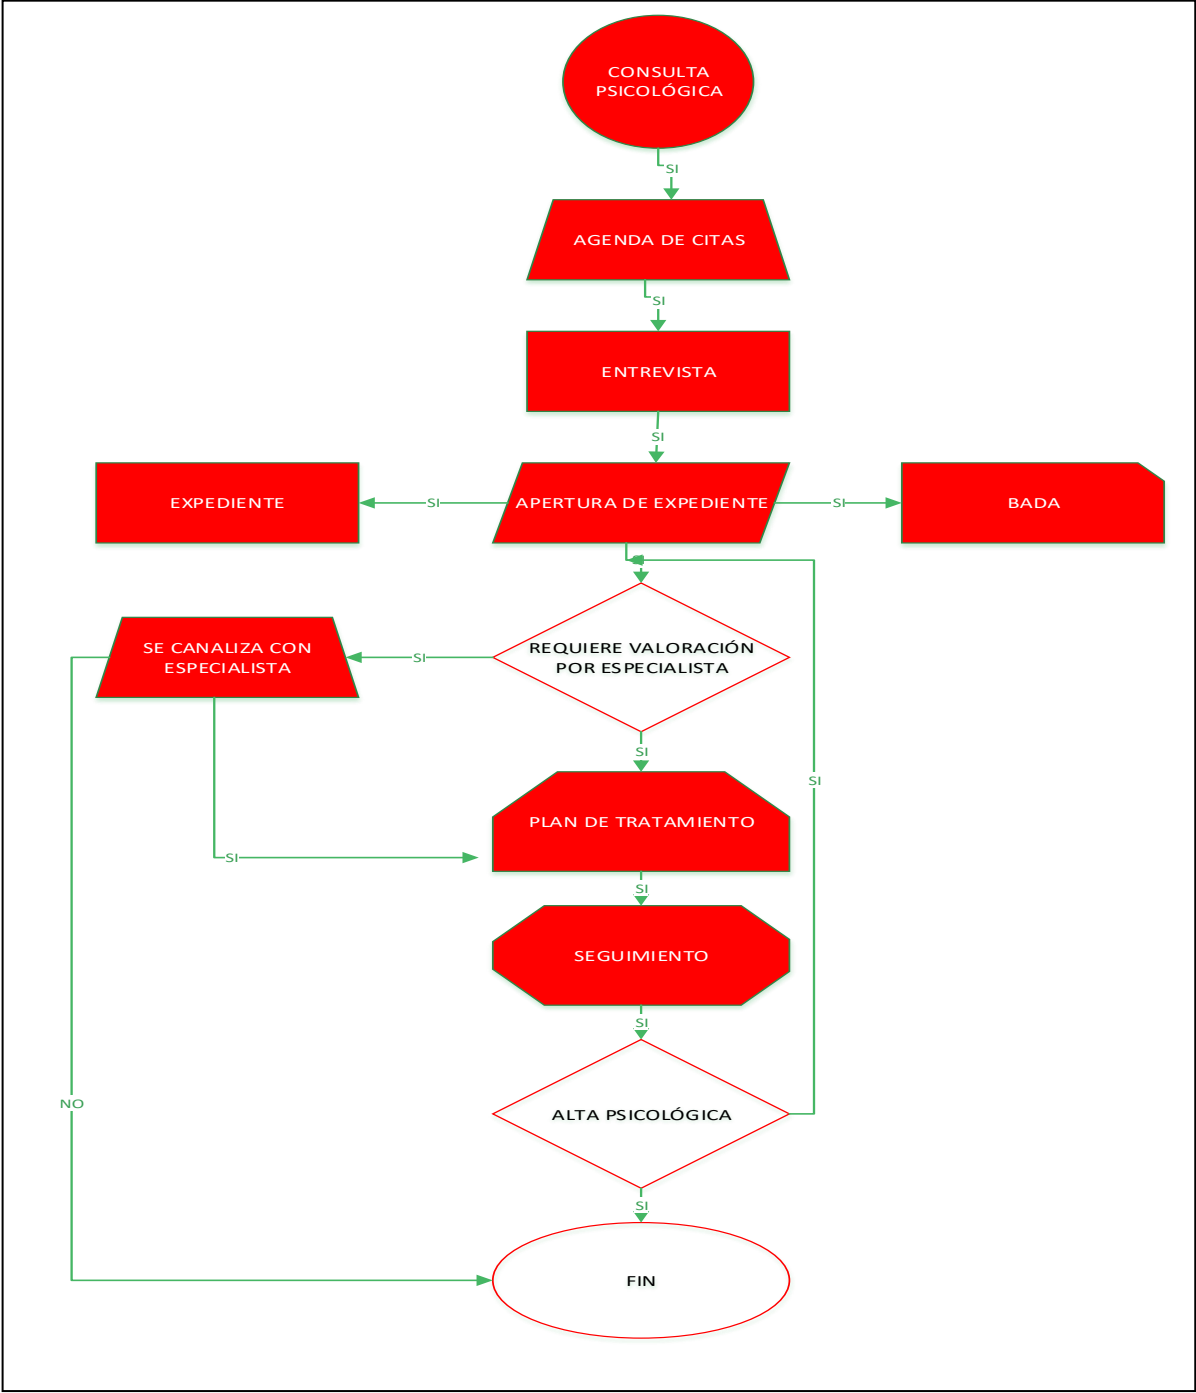 CONSULTA
PSICOLÓGICA
SI
AGENDA DE CITAS
SI
ENTREVISTA
SI
EXPEDIENTE
SI
APERTURA DE EXPEDIENTE
SI
BADA
SE CANALIZA CON
ESPECIALISTA
SI
REQUIERE VALORACIÓN
POR ESPECIALISTA
SI
PLAN DE TRATAMIENTO
SI
SI
SI
SEGUIMIENTO
SI
NO
ALTA PSICOLÓGICA
SI
FIN